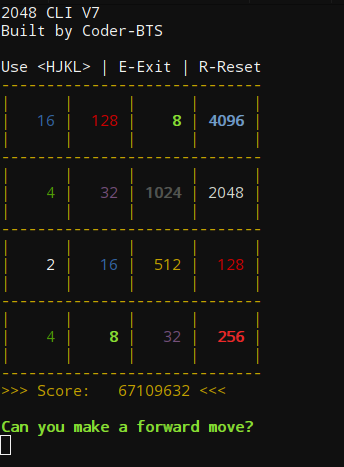 2048 CLI V7
Built by Coder-BTS
Use <HJKL> | E-Exit | R-Reset
16 | 128 | 8 | 4096
4 | 32 | 1024 | 2048
2 | 16 | 512 | 128
4 | 8 | 32 | 256
>>> Score: 67109632 <<<
Can you make a forward move?